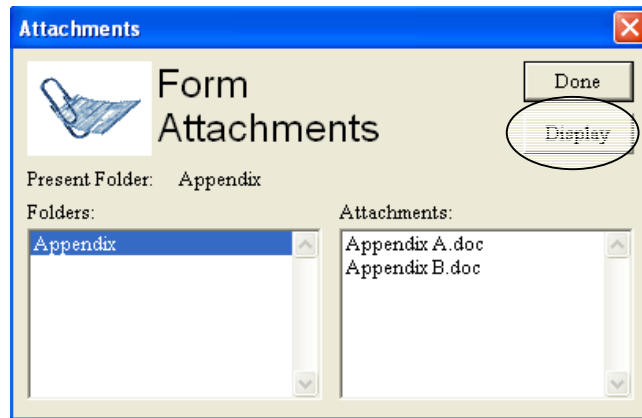 Attachments
Form
Attachments
Done
Display
Present Folder: Appendix
Folders:
Attachments:
Appendix
Appendix A.doc
Appendix B.doc